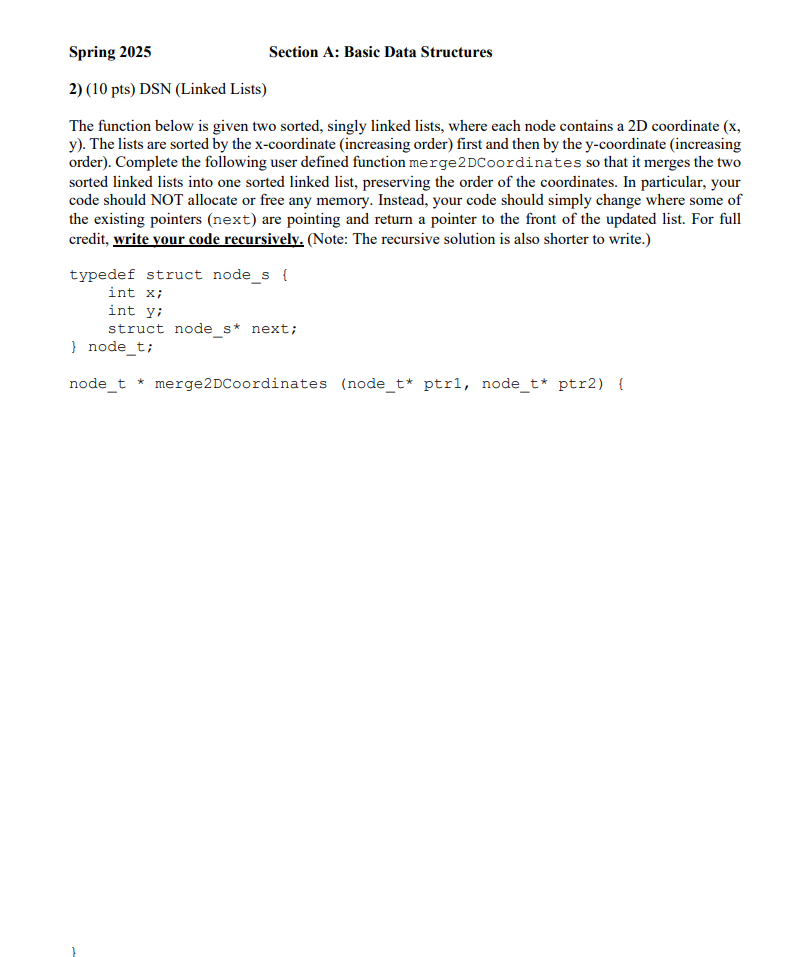 Spring 2025 Section A: Basic Data Structures
2) (10 pts) DSN (Linked Lists)
The function below is given two sorted, singly linked lists, where each node contains a 2D coordinate (x,
y). The lists are sorted by the x-coordinate (increasing order) first and then by the y-coordinate (increasing
order). Complete the following user defined function merge2DCoordinates so that it merges the two
sorted linked lists into one sorted linked list, preserving the order of the coordinates. In particular, your
code should NOT allocate or free any memory. Instead, your code should simply change where some of
the existing pointers (next) are pointing and return a pointer to the front of the updated list. For full
credit, write your code recursively. (Note: The recursive solution is also shorter to write.)
typedef struct node_s {
    int x;
    int y;
    struct node_s* next;
} node_t;
node_t * merge2DCoordinates (node_t* ptr1, node_t* ptr2) {
}